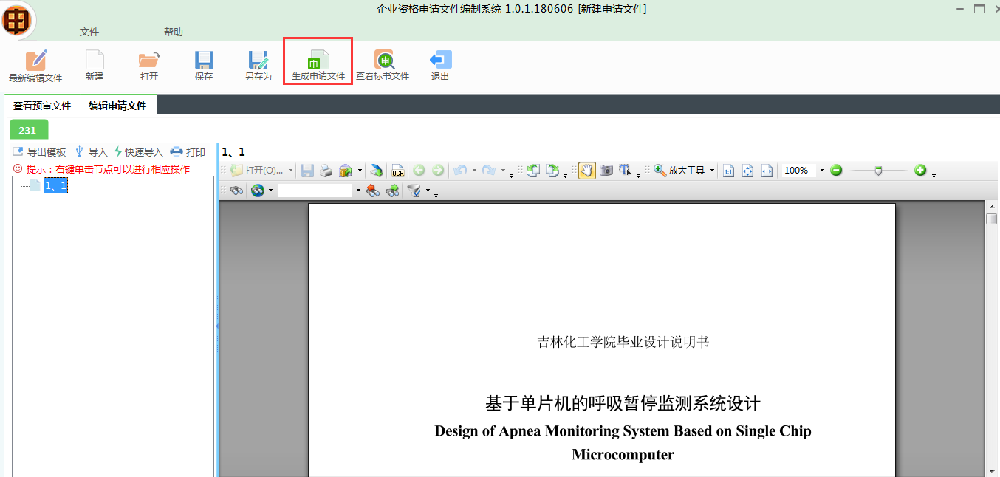 申
企业资格申请文件编制系统 1.0.1.180606 [新建申请文件]
文件 帮助
申 申
最新编辑文件 新建 打开 保存 另存为 生成申请文件 查看标书文件 退出
查看预审文件 编辑申请文件
231
导出模板 导入 快速导入 打印
提示：右键单击节点可以进行相应操作
1、1
1、1
打开(O)... OCR 放大工具 1:1 100%
吉林化工学院毕业设计说明书
基于单片机的呼吸暂停监测系统设计
Design of Apnea Monitoring System Based on Single Chip
Microcomputer